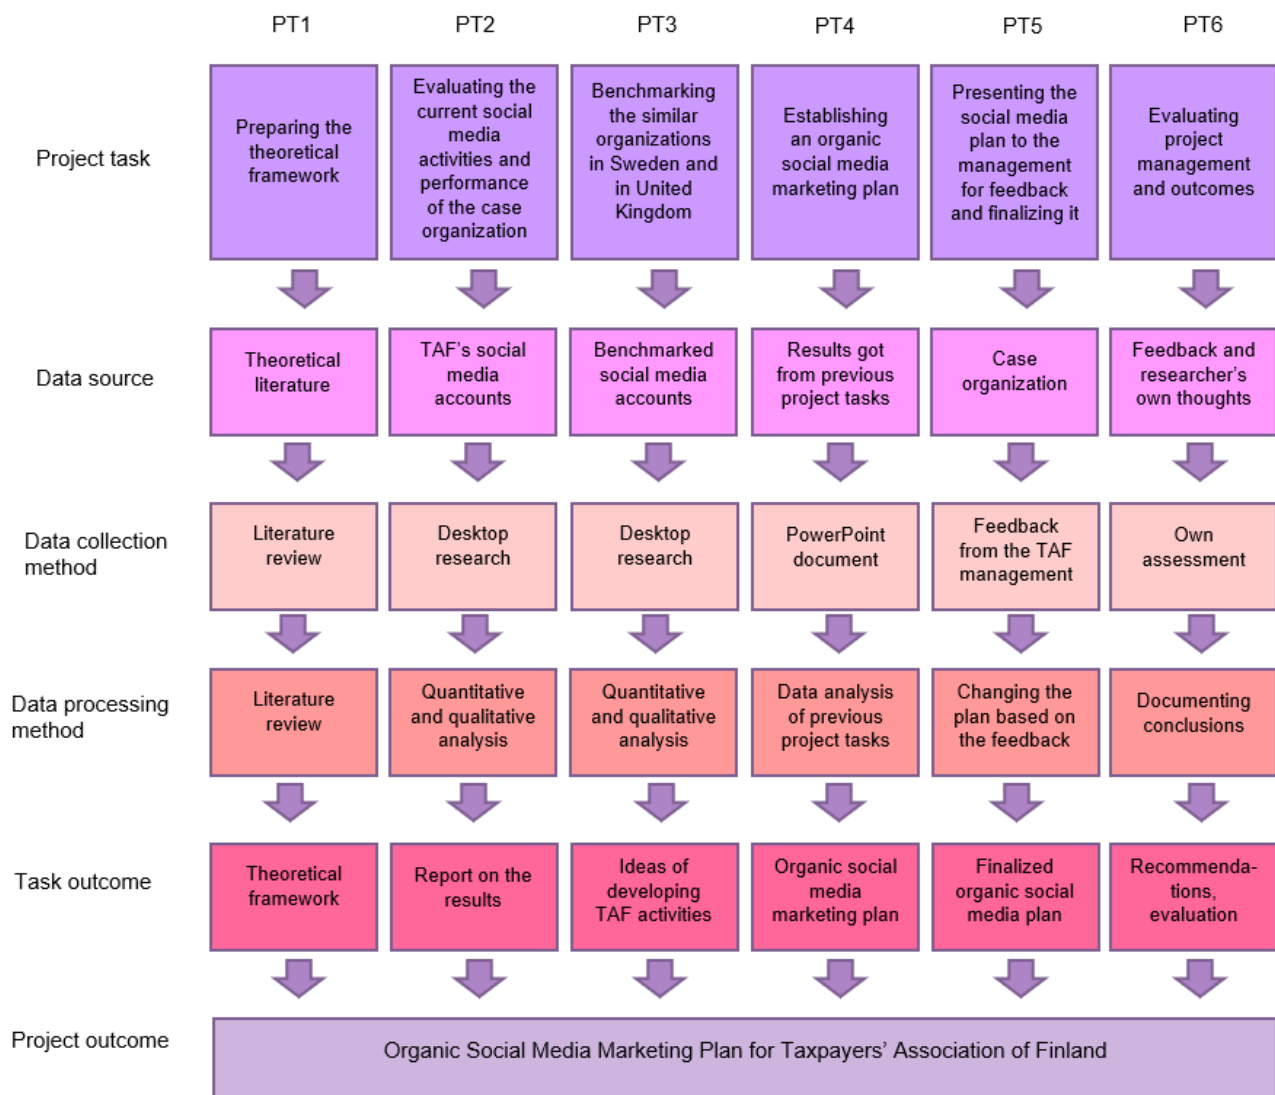 PT1
PT2
PT3
PT4
PT5
PT6
Project task
Preparing the
theoretical
framework
Evaluating the
current social
media
activities and
performance
of the case
organization
Benchmarking
the similar
organizations
in Sweden and
in United
Kingdom
Establishing
an organic
social media
marketing plan
Presenting the
social media
plan to the
management
for feedback
and finalizing it
Evaluating
project
management
and outcomes
Data source
Theoretical
literature
TAF's social
media
accounts
Benchmarked
social media
accounts
Results got
from previous
project tasks
Case
organization
Feedback and
researcher's
own thoughts
Data collection
method
Literature
review
Desktop
research
Desktop
research
PowerPoint
document
Feedback
from the TAF
management
Own
assessment
Data processing
method
Literature
review
Quantitative
and qualitative
analysis
Quantitative
and qualitative
analysis
Data analysis
of previous
project tasks
Changing the
plan based on
the feedback
Documenting
conclusions
Task outcome
Theoretical
framework
Report on the
results
Ideas of
developing
TAF activities
Organic social
media
marketing plan
Finalized
organic social
media plan
Recommenda-
tions,
evaluation
Project outcome
Organic Social Media Marketing Plan for Taxpayers' Association of Finland